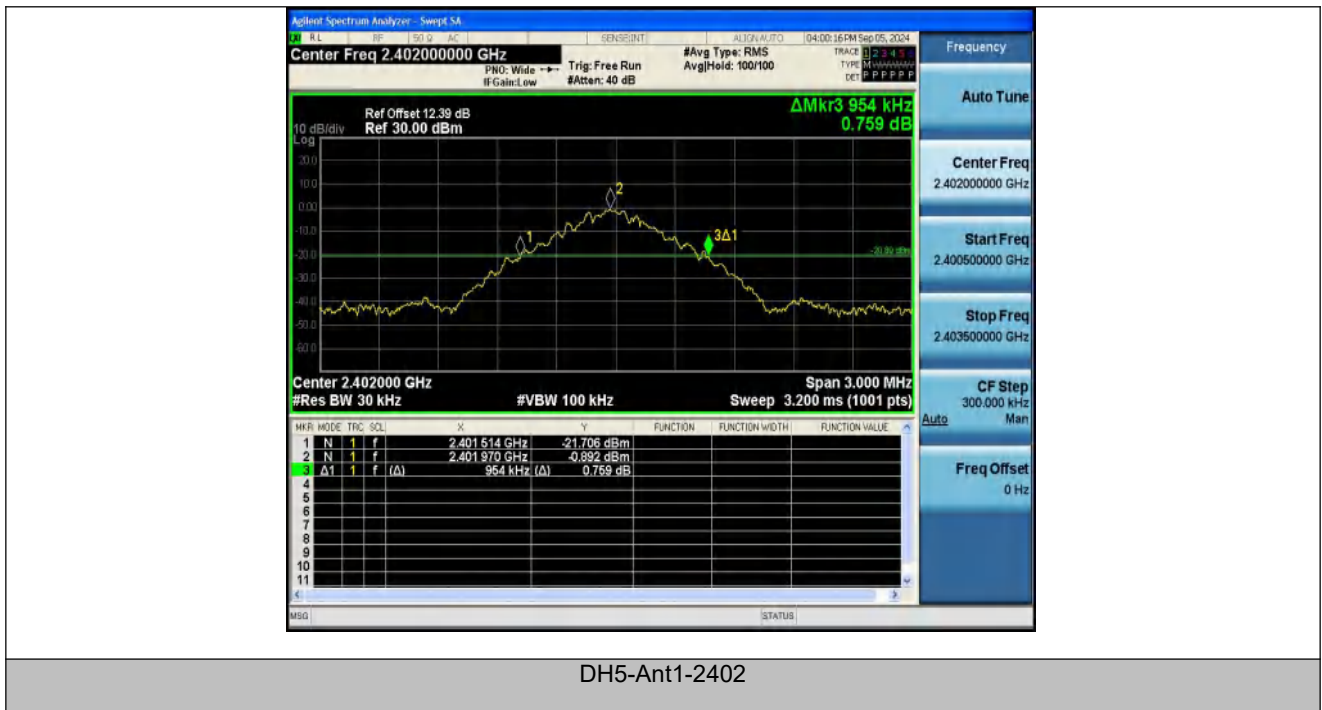 Agilent Spectrum Analyzer - Swept SA
RL RF 50 Ω AC SENSE:INT ALIGN AUTO 04:00:16 PM Sep 05, 2024
Center Freq 2.402000000 GHz
PNO: Wide
IFGain:Low
Trig: Free Run
#Atten: 40 dB
#Avg Type: RMS
Avg|Hold: 100/100
TRACE 1 2 3 4 5 6
TYPE M
DET P P P P P P
ΔMkr3 954 kHz
0.759 dB
Ref Offset 12.39 dB
10 dB/div Ref 30.00 dBm
Log
20.0
10.0
0.00
-10.0
-20.0
-30.0
-40.0
-50.0
-60.0
1
2
3Δ1
-20.89 dBm
Center 2.402000 GHz Span 3.000 MHz
#Res BW 30 kHz #VBW 100 kHz Sweep 3.200 ms (1001 pts)
MKR MODE TRC SCL X Y FUNCTION FUNCTION WIDTH FUNCTION VALUE
1 N 1 f 2.401 514 GHz -21.706 dBm
2 N 1 f 2.401 970 GHz -0.892 dBm
3 Δ1 1 f (Δ) 954 kHz (Δ) 0.759 dB
4
5
6
7
8
9
10
11
MSG STATUS
Frequency
Auto Tune
Center Freq
2.402000000 GHz
Start Freq
2.400500000 GHz
Stop Freq
2.403500000 GHz
CF Step
300.000 kHz
Auto Man
Freq Offset
0 Hz
DH5-Ant1-2402